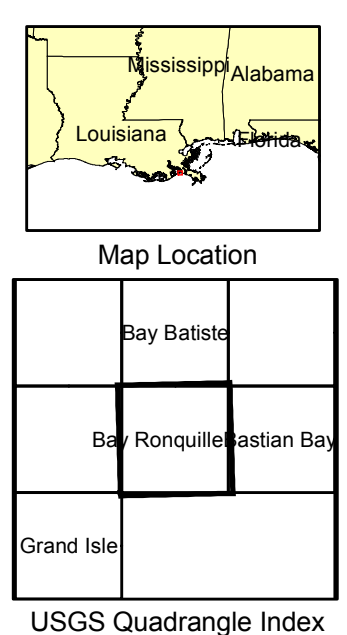 Mississippi
Alabama
Louisiana
Florida
Map Location
Bay Batiste
Bay Ronquille
Bastian Bay
Grand Isle
USGS Quadrangle Index